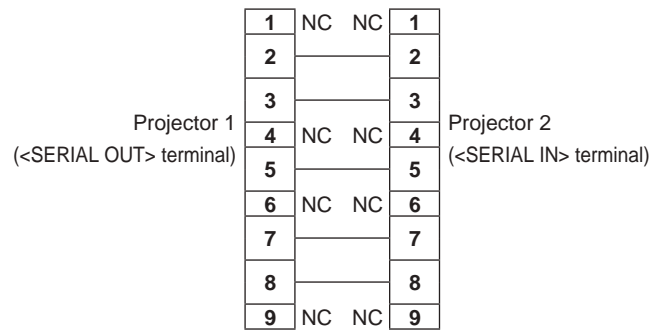 1 NC NC 1
2 2
3 3
Projector 1
(<SERIAL OUT> terminal)
4 NC NC 4
Projector 2
(<SERIAL IN> terminal)
5 5
6 NC NC 6
7 7
8 8
9 NC NC 9